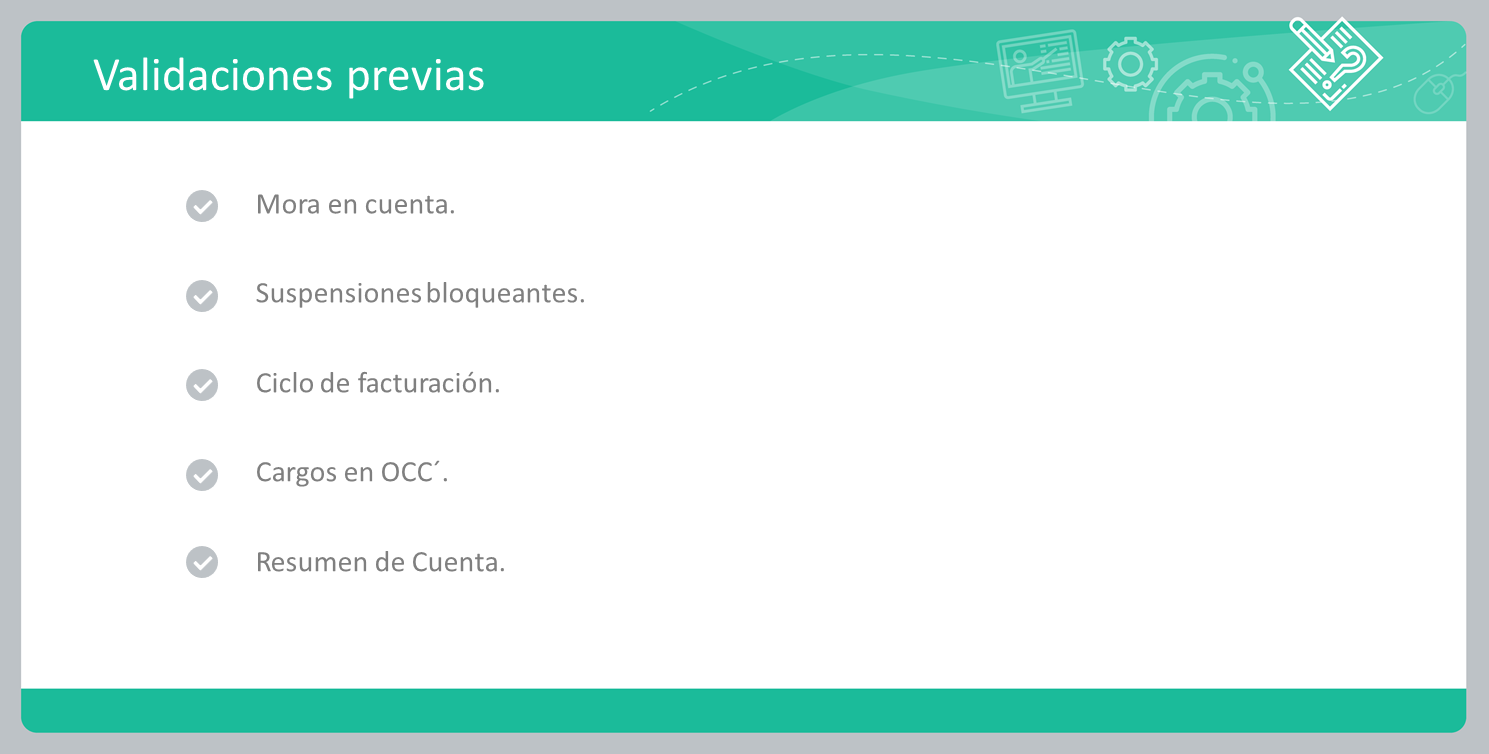 Validaciones previas
Mora en cuenta.
Suspensiones bloqueantes.
Ciclo de facturación.
Cargos en OCC´.
Resumen de Cuenta.